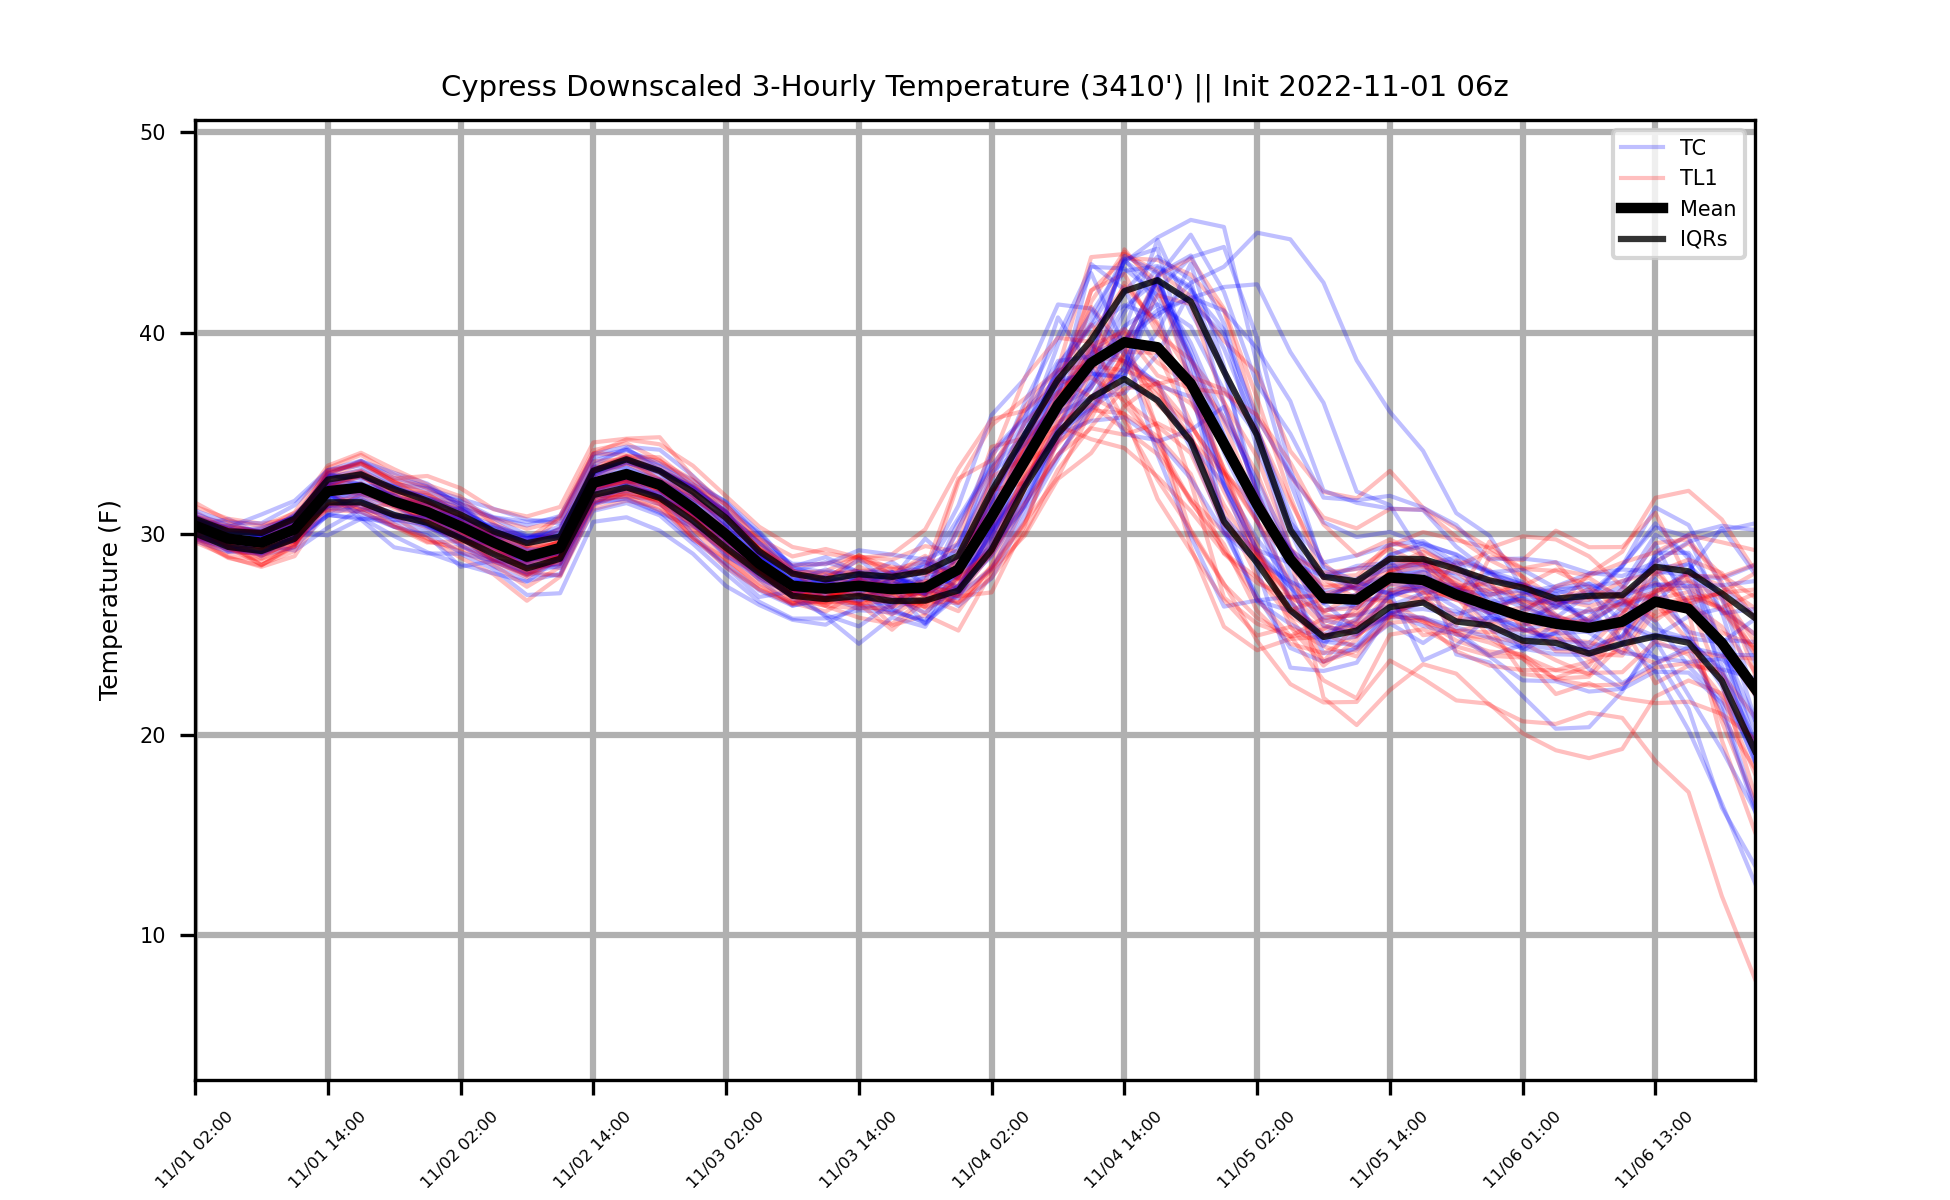 Cypress Downscaled 3-Hourly Temperature (3410') || Init 2022-11-01 06z
TC
TL1
Mean
IQRs
Temperature (F)
50
40
30
20
10
11/01 02:00
11/01 14:00
11/02 02:00
11/02 14:00
11/03 02:00
11/03 14:00
11/04 02:00
11/04 14:00
11/05 02:00
11/05 14:00
11/06 01:00
11/06 13:00